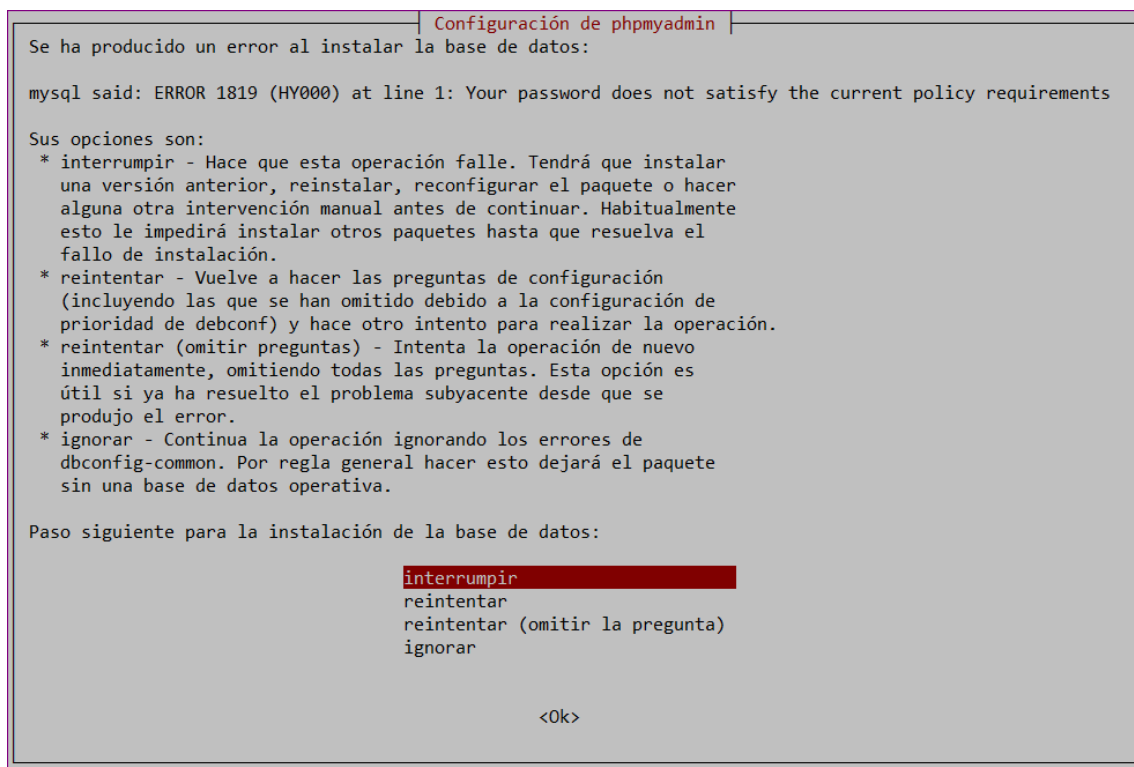 Configuración de phpmyadmin
Se ha producido un error al instalar la base de datos:
mysql said: ERROR 1819 (HY000) at line 1: Your password does not satisfy the current policy requirements
Sus opciones son:
* interrumpir - Hace que esta operación falle. Tendrá que instalar
una versión anterior, reinstalar, reconfigurar el paquete o hacer
alguna otra intervención manual antes de continuar. Habitualmente
esto le impedirá instalar otros paquetes hasta que resuelva el
fallo de instalación.
* reintentar - Vuelve a hacer las preguntas de configuración
(incluyendo las que se han omitido debido a la configuración de
prioridad de debconf) y hace otro intento para realizar la operación.
* reintentar (omitir preguntas) - Intenta la operación de nuevo
inmediatamente, omitiendo todas las preguntas. Esta opción es
útil si ya ha resuelto el problema subyacente desde que se
produjo el error.
* ignorar - Continua la operación ignorando los errores de
dbconfig-common. Por regla general hacer esto dejará el paquete
sin una base de datos operativa.
Paso siguiente para la instalación de la base de datos:
interrumpir
reintentar
reintentar (omitir la pregunta)
ignorar
<Ok>